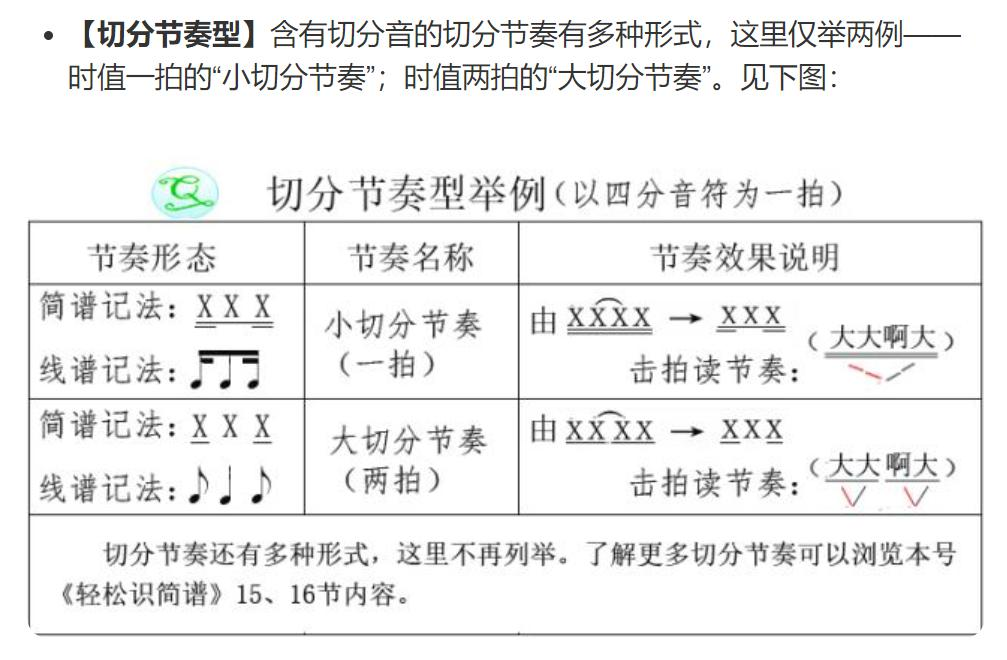 【切分节奏型】含有切分音的切分节奏有多种形式，这里仅举两例——
时值一拍的“小切分节奏”；时值两拍的“大切分节奏”。见下图：
切分节奏型举例(以四分音符为一拍)
节奏形态 节奏名称 节奏效果说明
简谱记法：X X X
线谱记法：
小切分节奏
(一拍)
由 XXXX → XXX
击拍读节奏：(大大啊大)
简谱记法：X X X
线谱记法：
大切分节奏
(两拍)
由 XX XX → XXX
击拍读节奏：(大大 啊大)
切分节奏还有多种形式，这里不再列举。了解更多切分节奏可以浏览本号
《轻松识简谱》15、16节内容。